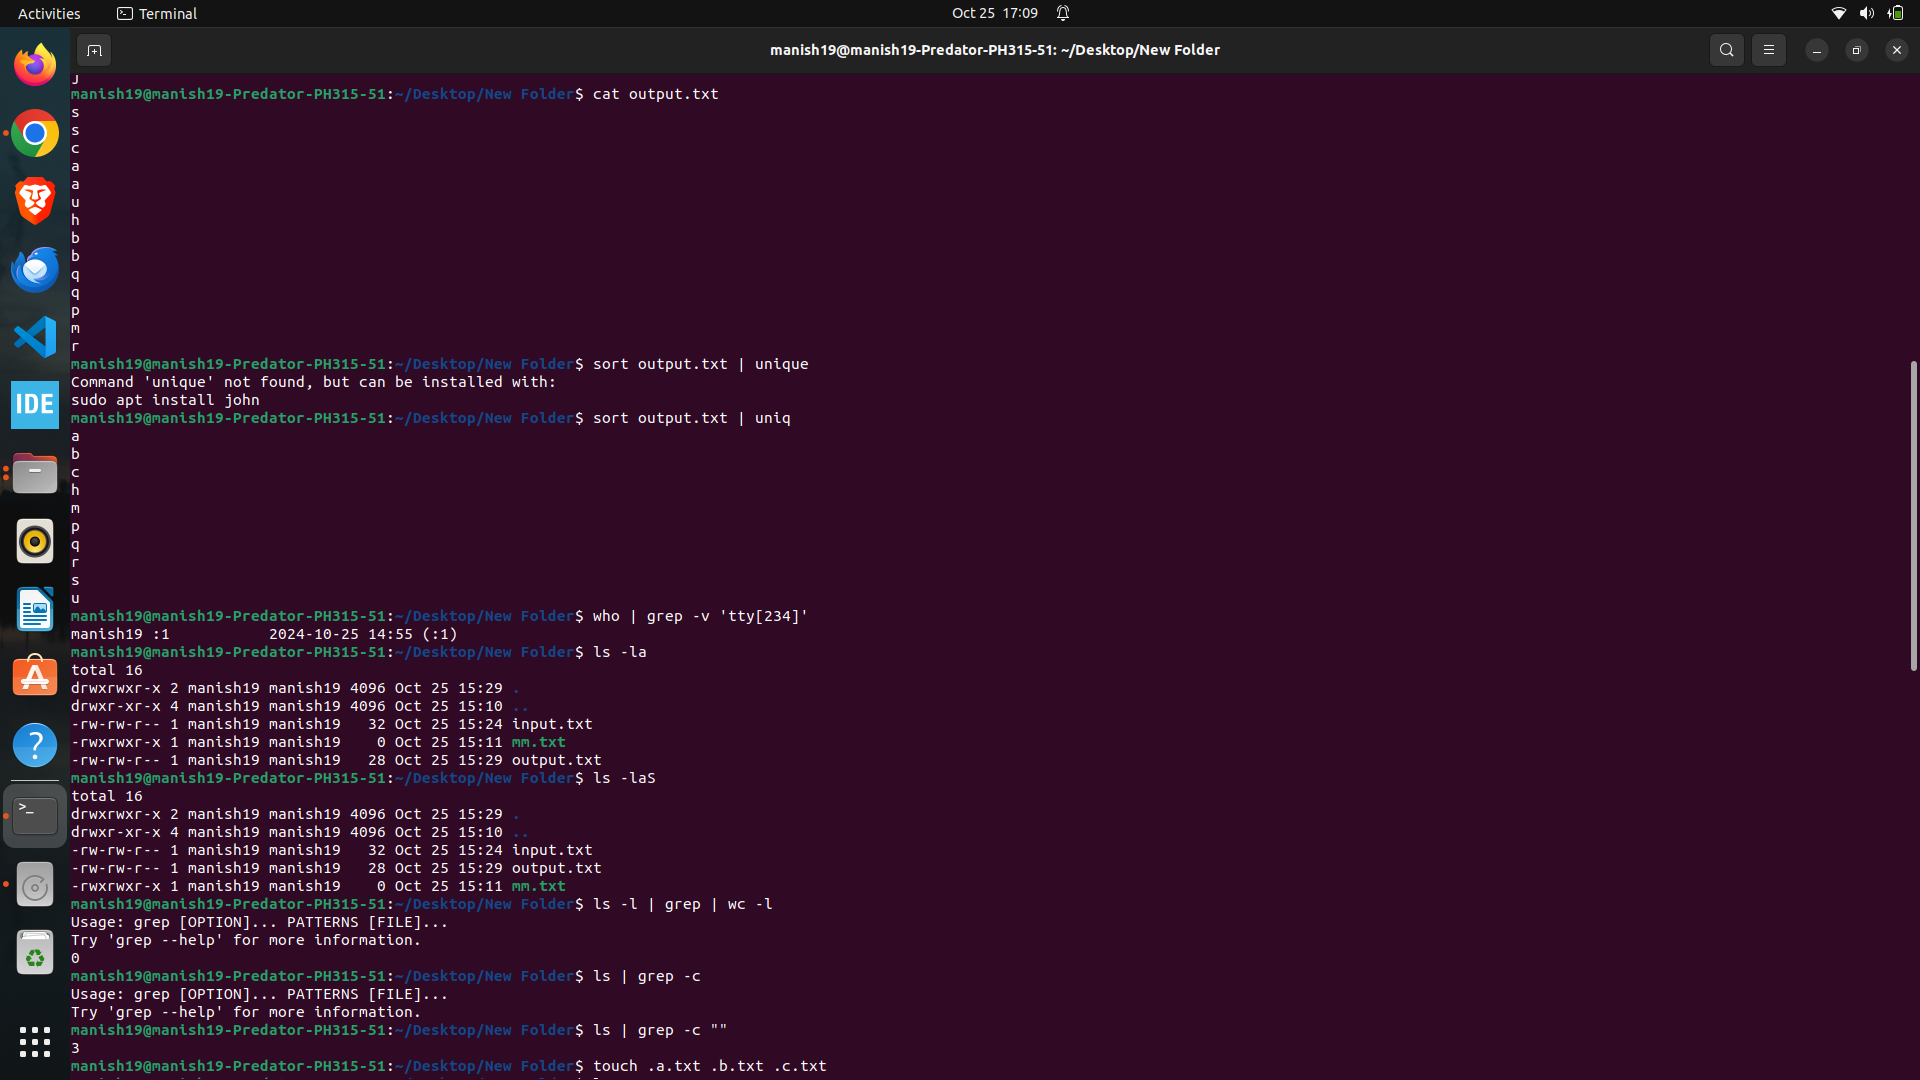 Activities
Terminal
Oct 25 17:09
manish19@manish19-Predator-PH315-51: ~/Desktop/New Folder
J
manish19@manish19-Predator-PH315-51:~/Desktop/New Folder$ cat output.txt
s
s
c
a
a
u
h
b
b
q
q
p
m
r
manish19@manish19-Predator-PH315-51:~/Desktop/New Folder$ sort output.txt | unique
Command 'unique' not found, but can be installed with:
sudo apt install john
manish19@manish19-Predator-PH315-51:~/Desktop/New Folder$ sort output.txt | uniq
a
b
c
h
m
p
q
r
s
u
manish19@manish19-Predator-PH315-51:~/Desktop/New Folder$ who | grep -v 'tty[234]'
manish19 :1           2024-10-25 14:55 (:1)
manish19@manish19-Predator-PH315-51:~/Desktop/New Folder$ ls -la
total 16
drwxrwxr-x 2 manish19 manish19 4096 Oct 25 15:29 .
drwxr-xr-x 4 manish19 manish19 4096 Oct 25 15:10 ..
-rw-rw-r-- 1 manish19 manish19   32 Oct 25 15:24 input.txt
-rwxrwxr-x 1 manish19 manish19    0 Oct 25 15:11 mm.txt
-rw-rw-r-- 1 manish19 manish19   28 Oct 25 15:29 output.txt
manish19@manish19-Predator-PH315-51:~/Desktop/New Folder$ ls -laS
total 16
drwxrwxr-x 2 manish19 manish19 4096 Oct 25 15:29 .
drwxr-xr-x 4 manish19 manish19 4096 Oct 25 15:10 ..
-rw-rw-r-- 1 manish19 manish19   32 Oct 25 15:24 input.txt
-rw-rw-r-- 1 manish19 manish19   28 Oct 25 15:29 output.txt
-rwxrwxr-x 1 manish19 manish19    0 Oct 25 15:11 mm.txt
manish19@manish19-Predator-PH315-51:~/Desktop/New Folder$ ls -l | grep | wc -l
Usage: grep [OPTION]... PATTERNS [FILE]...
Try 'grep --help' for more information.
0
manish19@manish19-Predator-PH315-51:~/Desktop/New Folder$ ls | grep -c
Usage: grep [OPTION]... PATTERNS [FILE]...
Try 'grep --help' for more information.
manish19@manish19-Predator-PH315-51:~/Desktop/New Folder$ ls | grep -c ""
3
manish19@manish19-Predator-PH315-51:~/Desktop/New Folder$ touch .a.txt .b.txt .c.txt
IDE